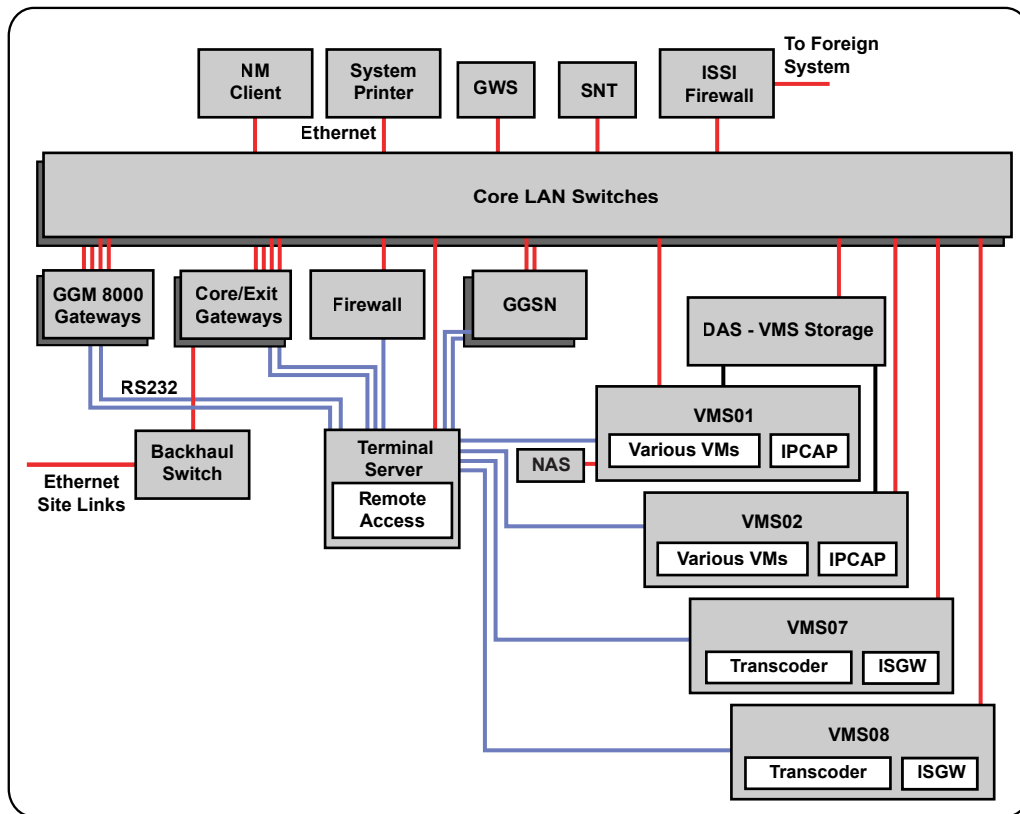 NM
Client
System
Printer
GWS
SNT
ISSI
Firewall
To Foreign
System
Ethernet
Core LAN Switches
GGM 8000
Gateways
Core/Exit
Gateways
Firewall
GGSN
DAS - VMS Storage
RS232
VMS01
Various VMs
IPCAP
Backhaul
Switch
Terminal
Server
Remote
Access
NAS
Ethernet
Site Links
VMS02
Various VMs
IPCAP
VMS07
Transcoder
ISGW
VMS08
Transcoder
ISGW